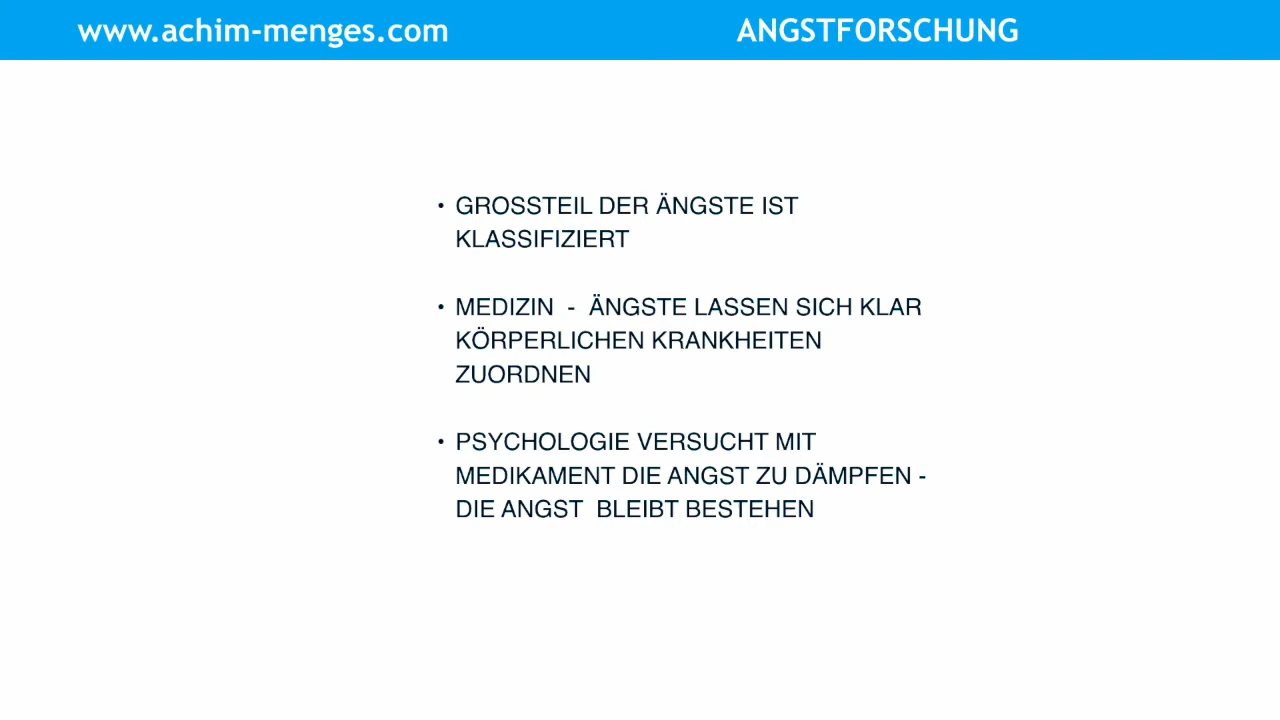 www.achim-menges.com
ANGSTFORSCHUNG
• GROSSTEIL DER ÄNGSTE IST
KLASSIFIZIERT
• MEDIZIN - ÄNGSTE LASSEN SICH KLAR
KÖRPERLICHEN KRANKHEITEN
ZUORDNEN
• PSYCHOLOGIE VERSUCHT MIT
MEDIKAMENT DIE ANGST ZU DÄMPFEN -
DIE ANGST BLEIBT BESTEHEN